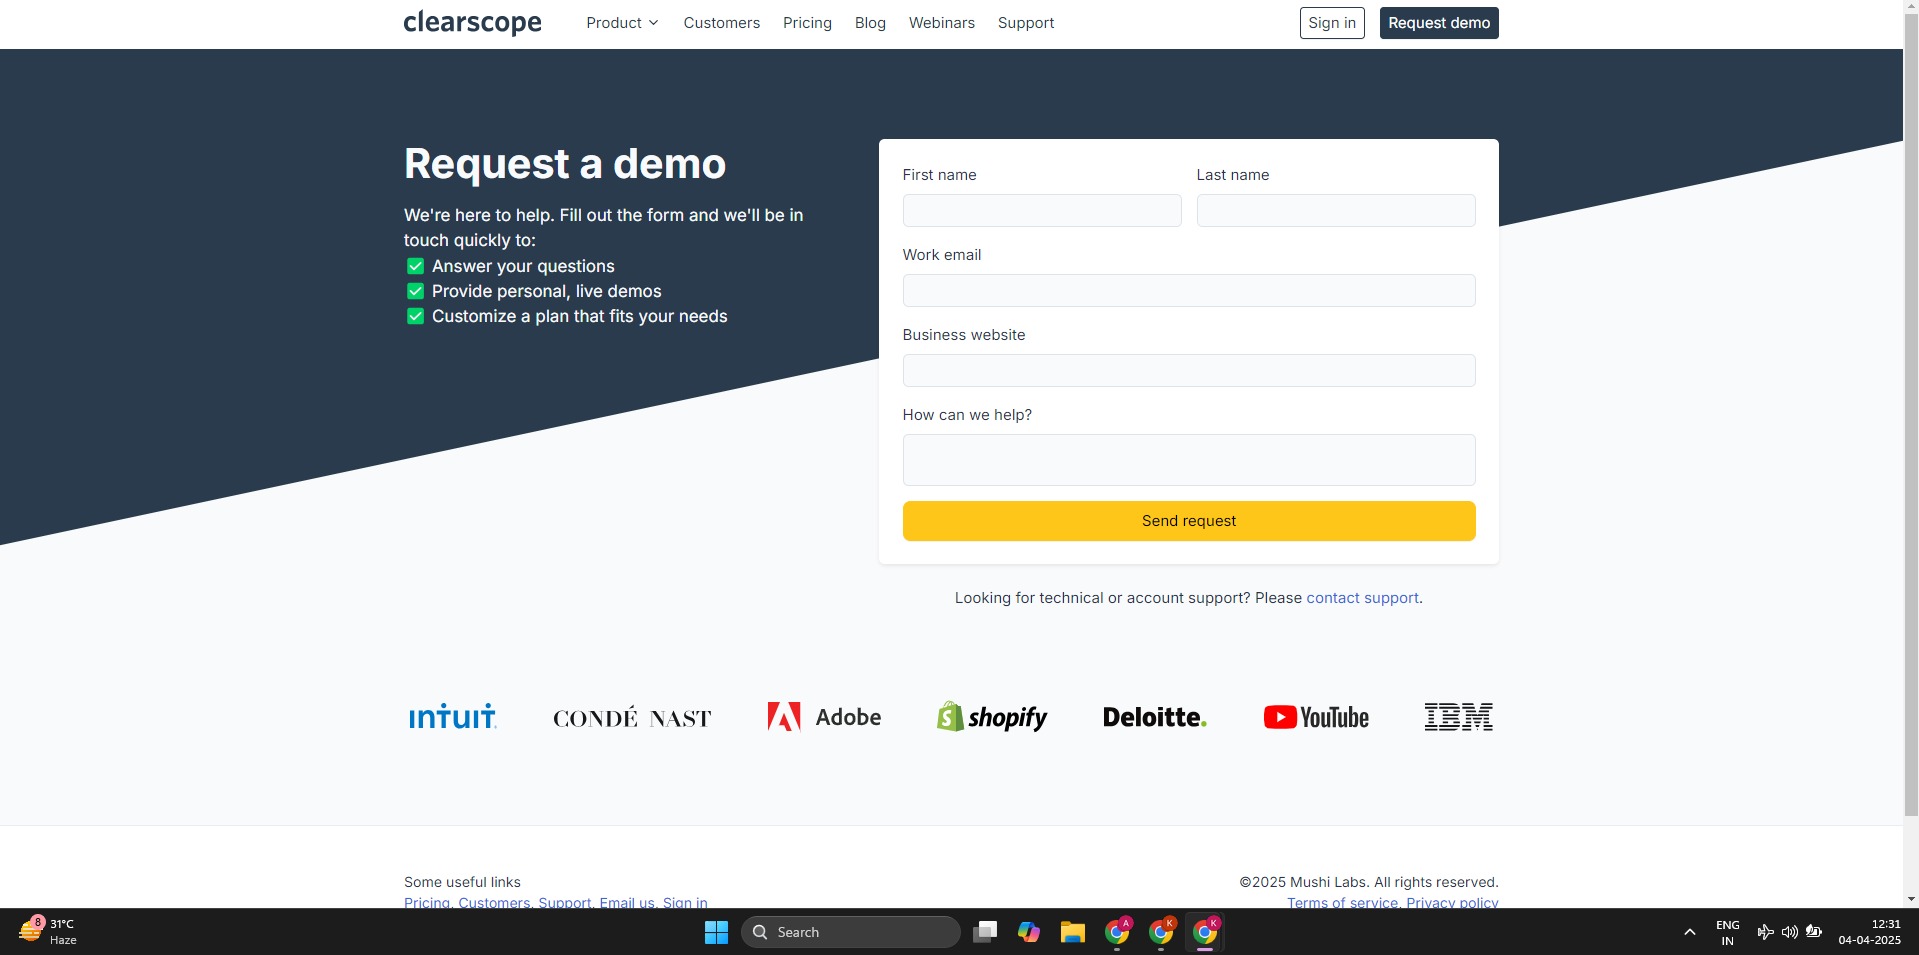 clearscope
Product
Customers
Pricing
Blog
Webinars
Support
Sign in
Request demo
Request a demo
We're here to help. Fill out the form and we'll be in
touch quickly to:
✅ Answer your questions
✅ Provide personal, live demos
✅ Customize a plan that fits your needs
First name
Last name
Work email
Business website
How can we help?
Send request
Looking for technical or account support? Please contact support.
INTUIT
CONDÉ NAST
Adobe
shopify
Deloitte.
YouTube
IBM
Some useful links
Pricing, Customers, Support, Email us, Sign in
©2025 Mushi Labs. All rights reserved.
Terms of service, Privacy policy
8
31°C
Haze
Search
A
K
K
ENG
IN
12:31
04-04-2025